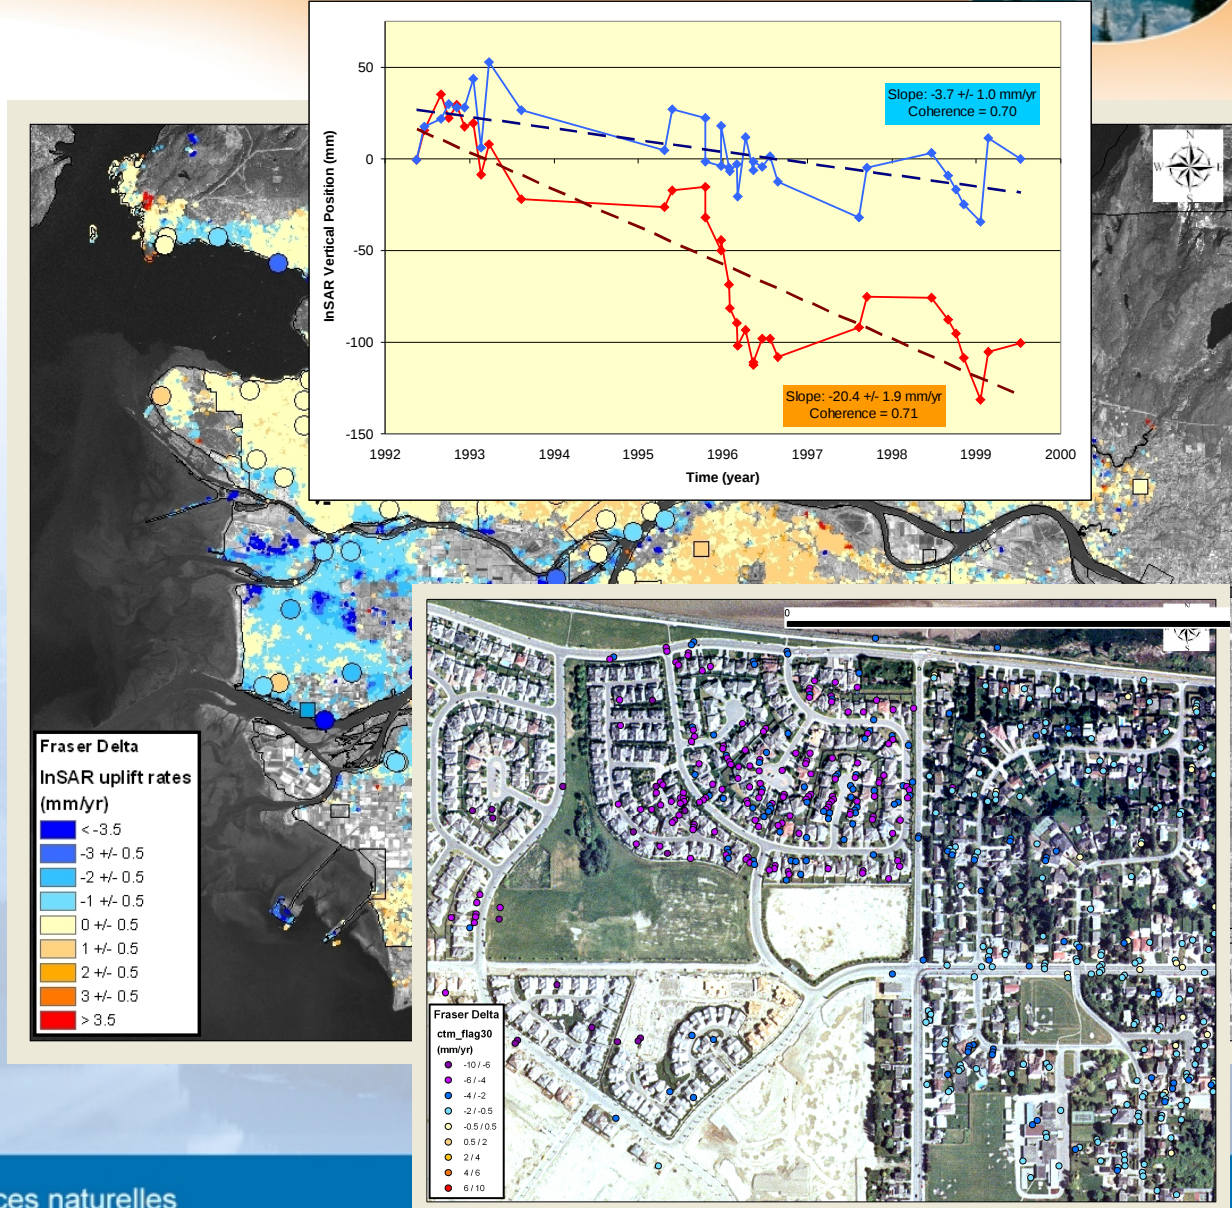 50
0
-50
-100
-150
1992
1993
1994
1995
1996
1997
1998
1999
2000
InSAR Vertical Position (mm)
Time (year)
Slope: -3.7 +/- 1.0 mm/yr
Coherence = 0.70
Slope: -20.4 +/- 1.9 mm/yr
Coherence = 0.71
N
W
E
S
Fraser Delta
InSAR uplift rates
(mm/yr)
< -3.5
-3 +/- 0.5
-2 +/- 0.5
-1 +/- 0.5
0 +/- 0.5
1 +/- 0.5
2 +/- 0.5
3 +/- 0.5
> 3.5
0
Fraser Delta
ctm_flag30
(mm/yr)
-10 / -6
-6 / -4
-4 / -2
-2 / -0.5
-0.5 / 0.5
0.5 / 2
2 / 4
4 / 6
6 / 10
ces naturelles